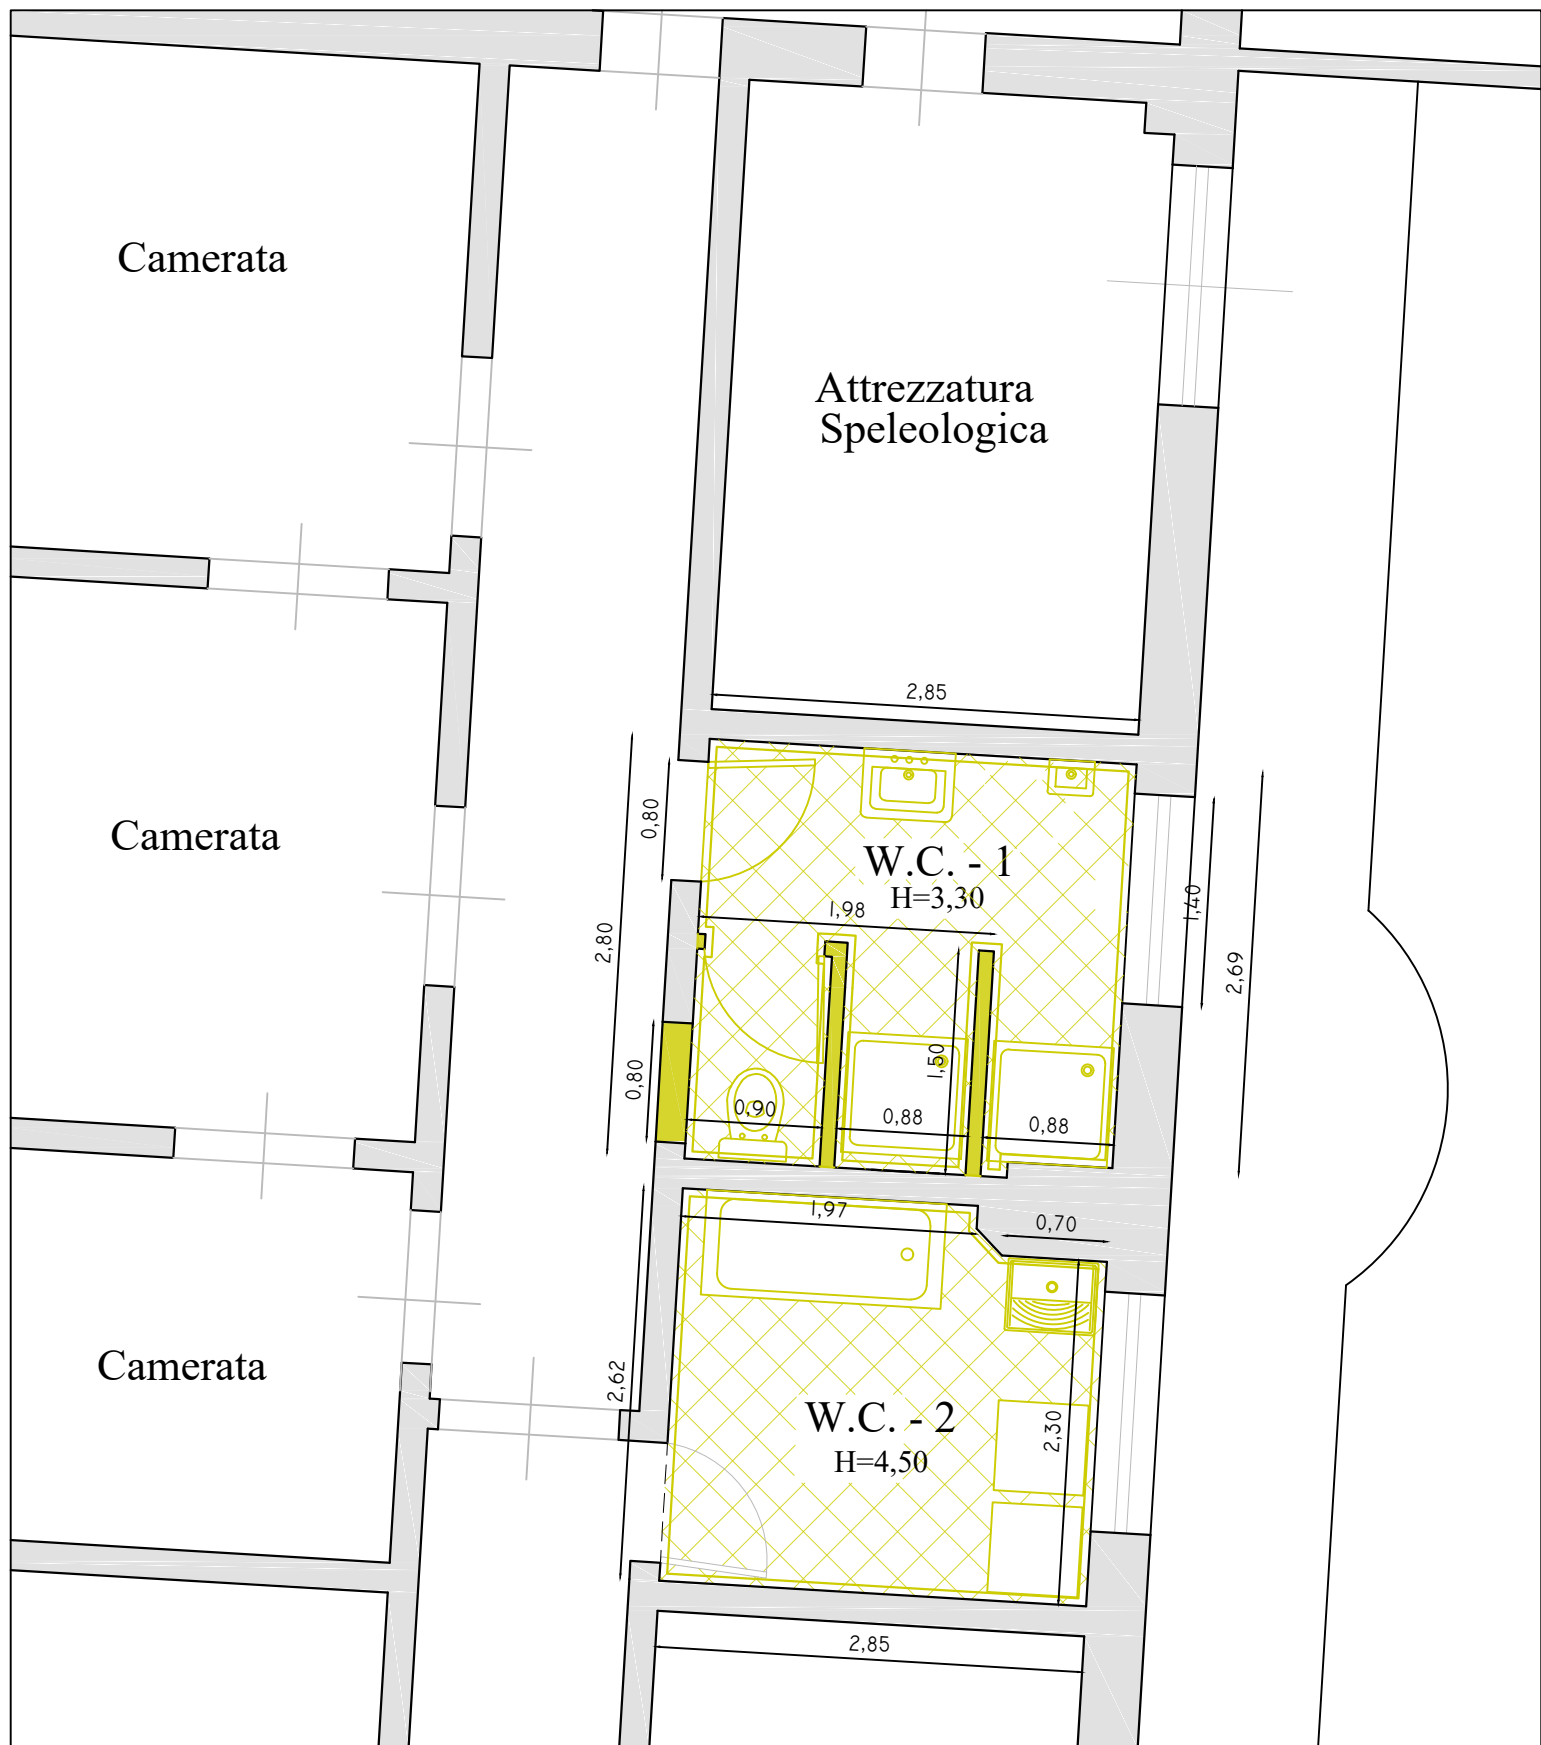 Camerata
Attrezzatura
Speleologica
2,85
Camerata
0,80
W.C. - 1
H=3,30
1,98
1,40
2,80
2,69
1,50
0,80
0,90
0,88
0,88
1,97
0,70
Camerata
2,62
W.C. - 2
2,30
H=4,50
2,85